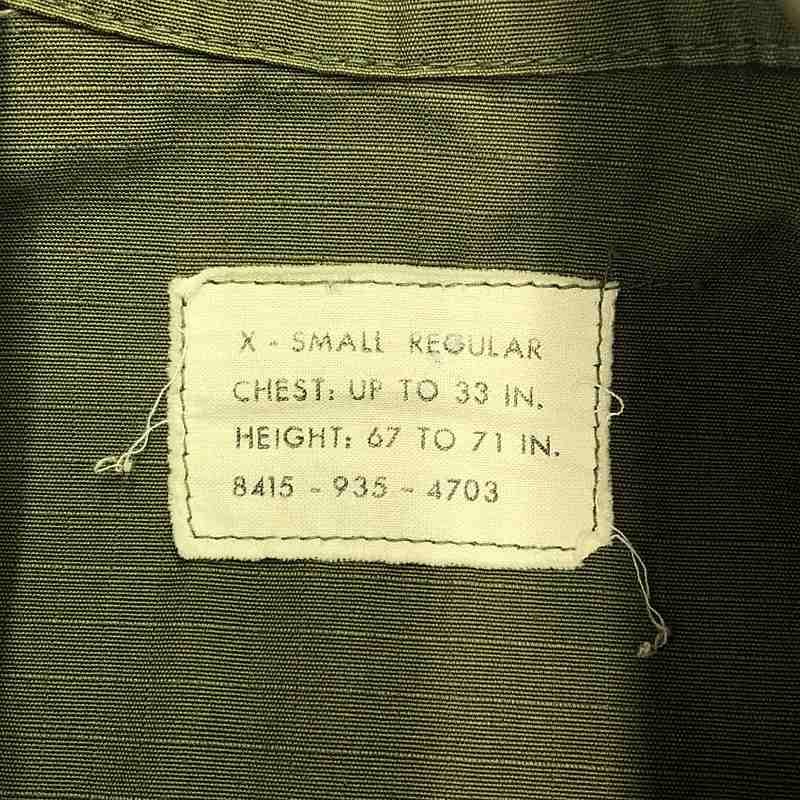 X - SMALL REGULAR
CHEST: UP TO 33 IN.
HEIGHT: 67 TO 71 IN.
8415 - 935 - 4703